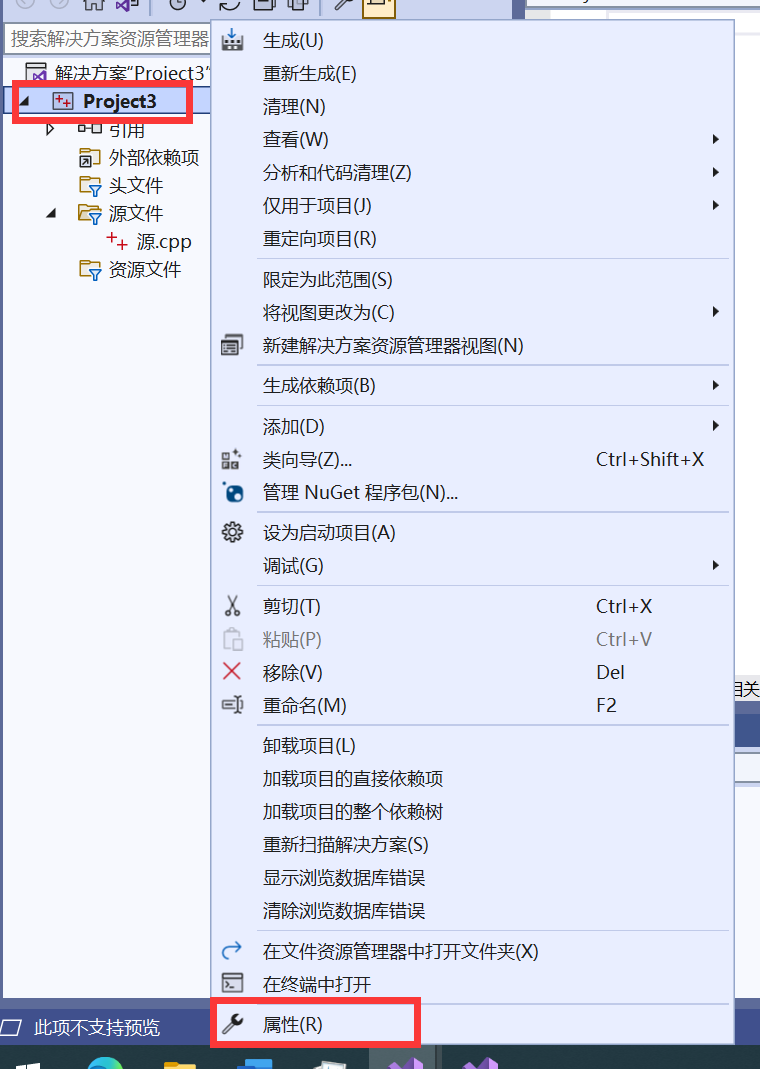 搜索解决方案资源管理器
解决方案"Project3"
Project3
引用
外部依赖项
头文件
源文件
源.cpp
资源文件
生成(U)
重新生成(E)
清理(N)
查看(W)
分析和代码清理(Z)
仅用于项目(J)
重定向项目(R)
限定为此范围(S)
将视图更改为(C)
新建解决方案资源管理器视图(N)
生成依赖项(B)
添加(D)
类向导(Z)... Ctrl+Shift+X
管理 NuGet 程序包(N)...
设为启动项目(A)
调试(G)
剪切(T) Ctrl+X
粘贴(P) Ctrl+V
移除(V) Del
重命名(M) F2
相关
卸载项目(L)
加载项目的直接依赖项
加载项目的整个依赖树
重新扫描解决方案(S)
显示浏览数据库错误
清除浏览数据库错误
在文件资源管理器中打开文件夹(X)
在终端中打开
属性(R)
此项不支持预览